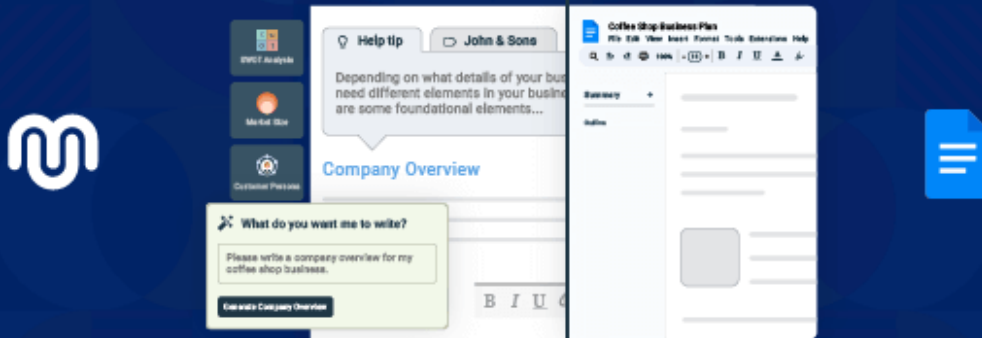 SWOT Analysis
Market Size
Customer Persona
Help tip
John & Sons
Depending on what details of your bus
need different elements in your busine
are some foundational elements...
Company Overview
What do you want me to write?
Please write a company overview for my
coffee shop business.
Generate Company Overview
B I U
Coffee Shop Business Plan
File Edit View Insert Format Tools Extensions Help
100%
B I U A
Summary +
Outline